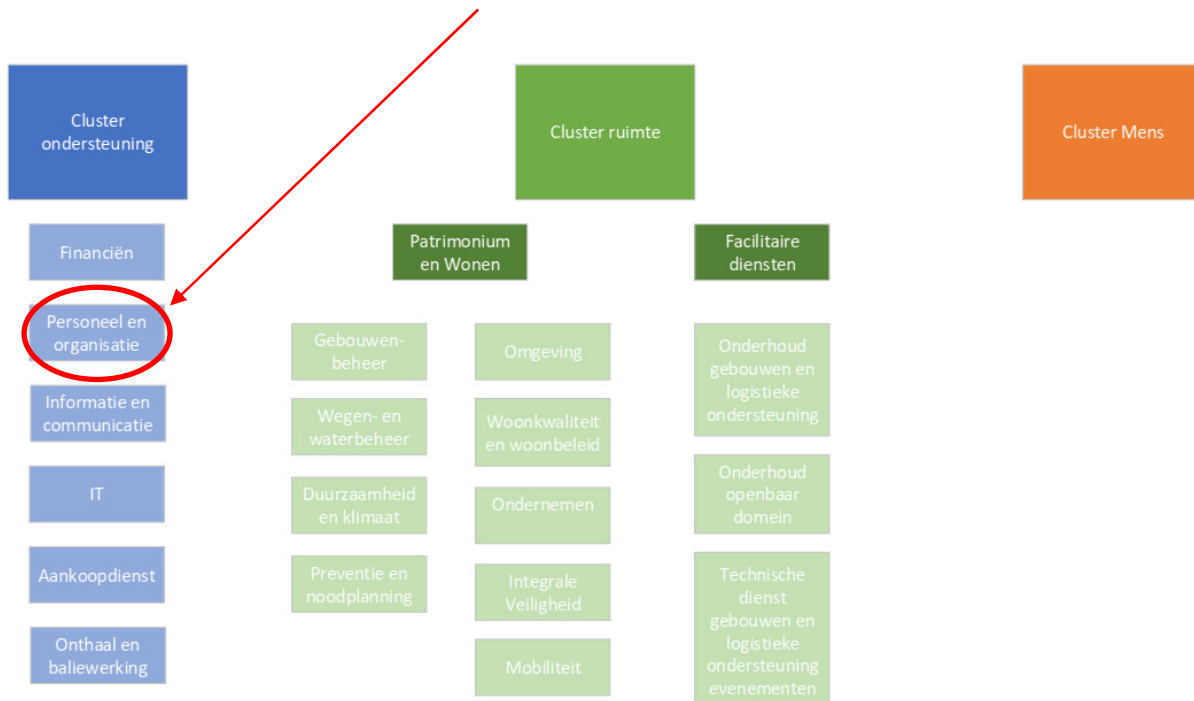 Cluster
ondersteuning
Cluster ruimte
Cluster Mens
Financiën
Personeel en
organisatie
Informatie en
communicatie
IT
Aankoopdienst
Onthaal en
baliewerking
Patrimonium
en Wonen
Gebouwen-
beheer
Wegen- en
waterbeheer
Duurzaamheid
en klimaat
Preventie en
noodplanning
Omgeving
Woonkwaliteit
en woonbeleid
Ondernemen
Integrale
Veiligheid
Mobiliteit
Facilitaire
diensten
Onderhoud
gebouwen en
logistieke
ondersteuning
Onderhoud
openbaar
domein
Technische
dienst
gebouwen en
logistieke
ondersteuning
evenementen